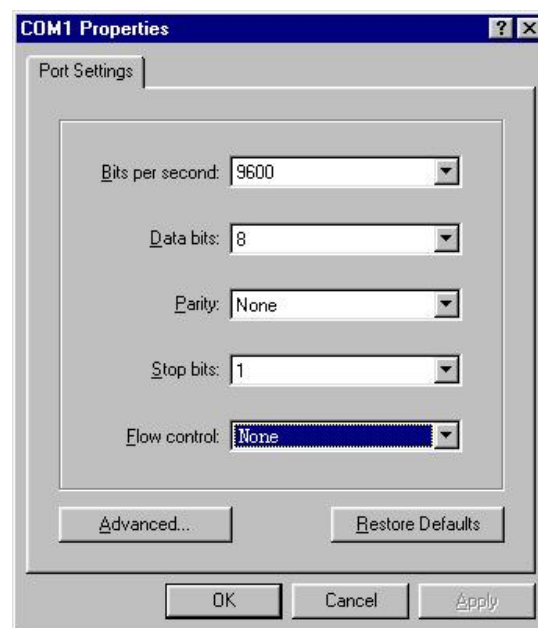 COM1 Properties
Port Settings
Bits per second: 9600
Data bits: 8
Parity: None
Stop bits: 1
Flow control: None
Advanced... Restore Defaults
OK Cancel Apply